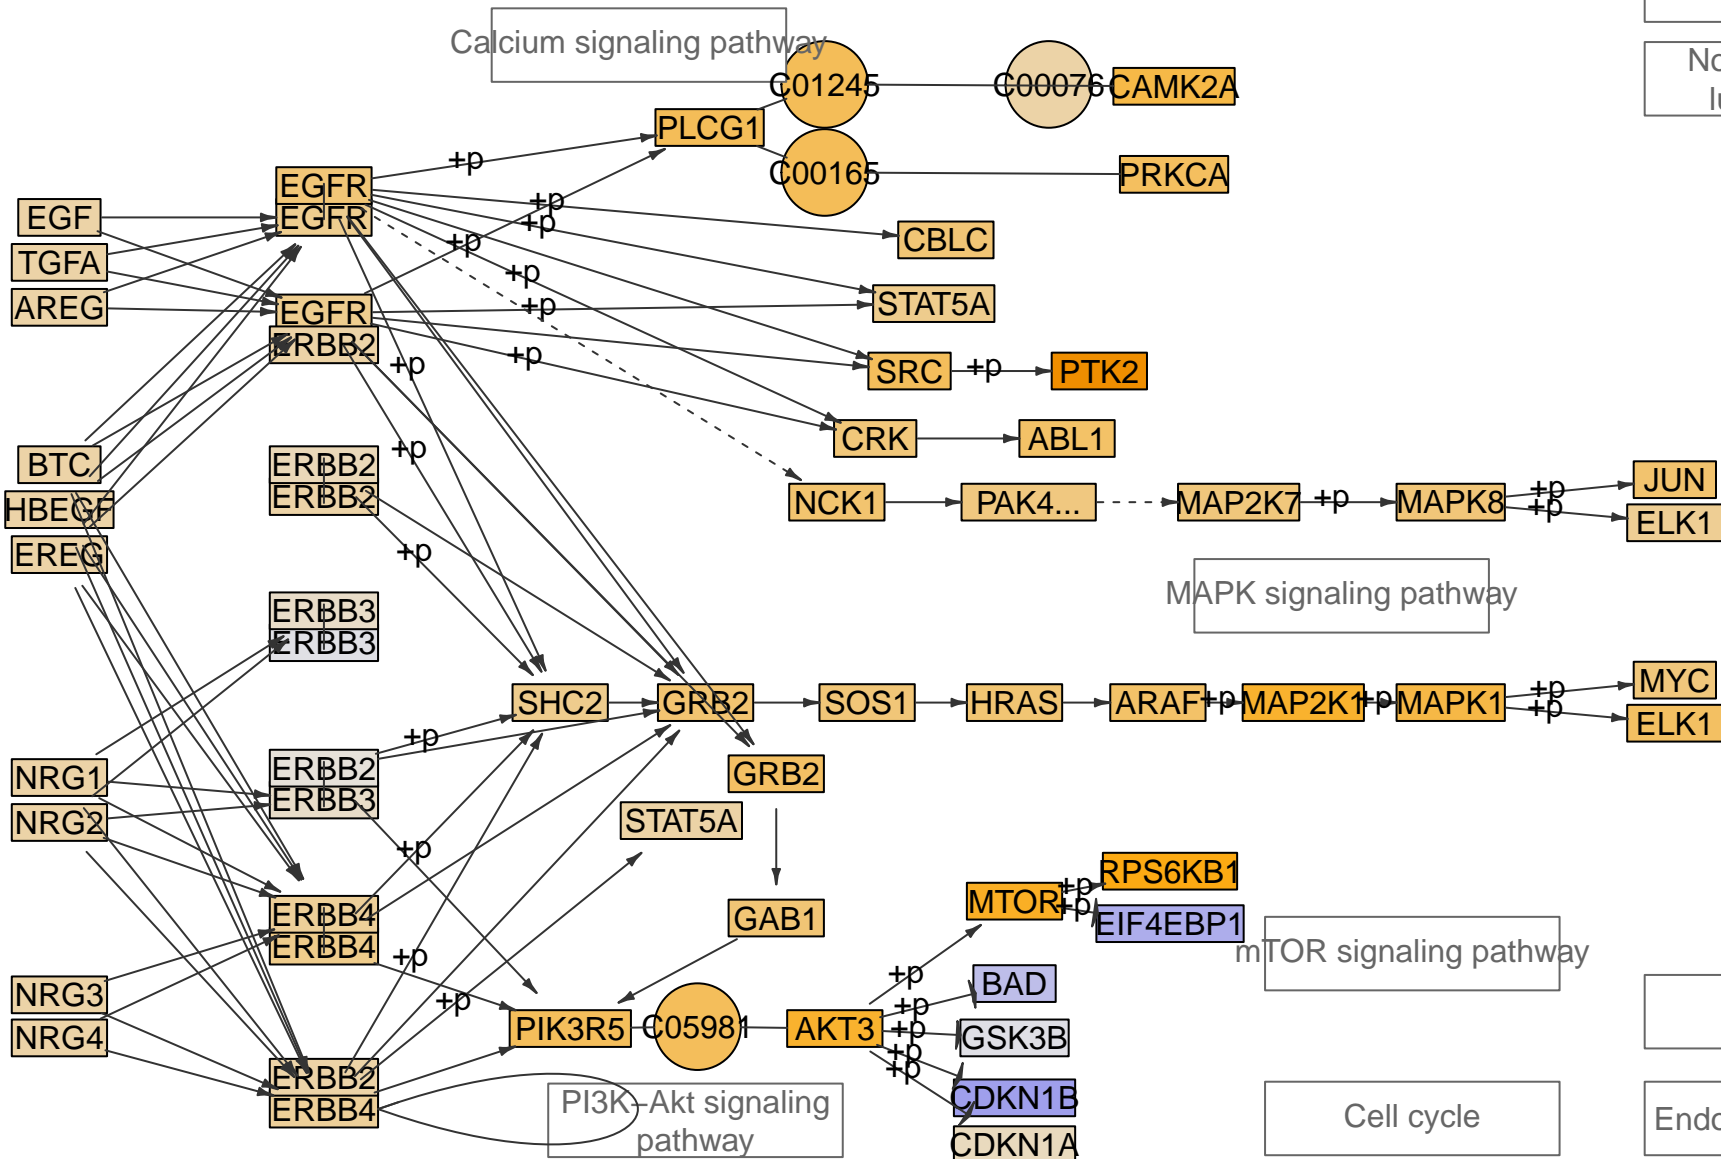 Calcium signaling pathway
No
lu
C01245
C00076
CAMK2A
PLCG1
+p
C00165
PRKCA
EGFR
EGFR
EGF
TGFA
AREG
+p
+p
+p
+p
+p
+p
+p
CBLC
STAT5A
EGFR
ERBB2
SRC
+p
PTK2
CRK
ABL1
BTC
HBEGF
EREG
ERBB2
ERBB2
+p
+p
NCK1
PAK4...
MAP2K7
+p
MAPK8
+p
+p
JUN
ELK1
MAPK signaling pathway
ERBB3
ERBB3
SHC2
GRB2
SOS1
HRAS
ARAF
+p
MAP2K1
+p
MAPK1
+p
+p
MYC
ELK1
+p
NRG1
NRG2
ERBB2
ERBB3
GRB2
STAT5A
+p
ERBB4
ERBB4
+p
+p
GAB1
MTOR
+p
+p
RPS6KB1
EIF4EBP1
mTOR signaling pathway
NRG3
NRG4
PIK3R5
C05981
AKT3
+p
+p
+p
+p
+p
BAD
GSK3B
CDKN1B
CDKN1A
ERBB2
ERBB4
PI3K–Akt signaling
pathway
Cell cycle
Endo